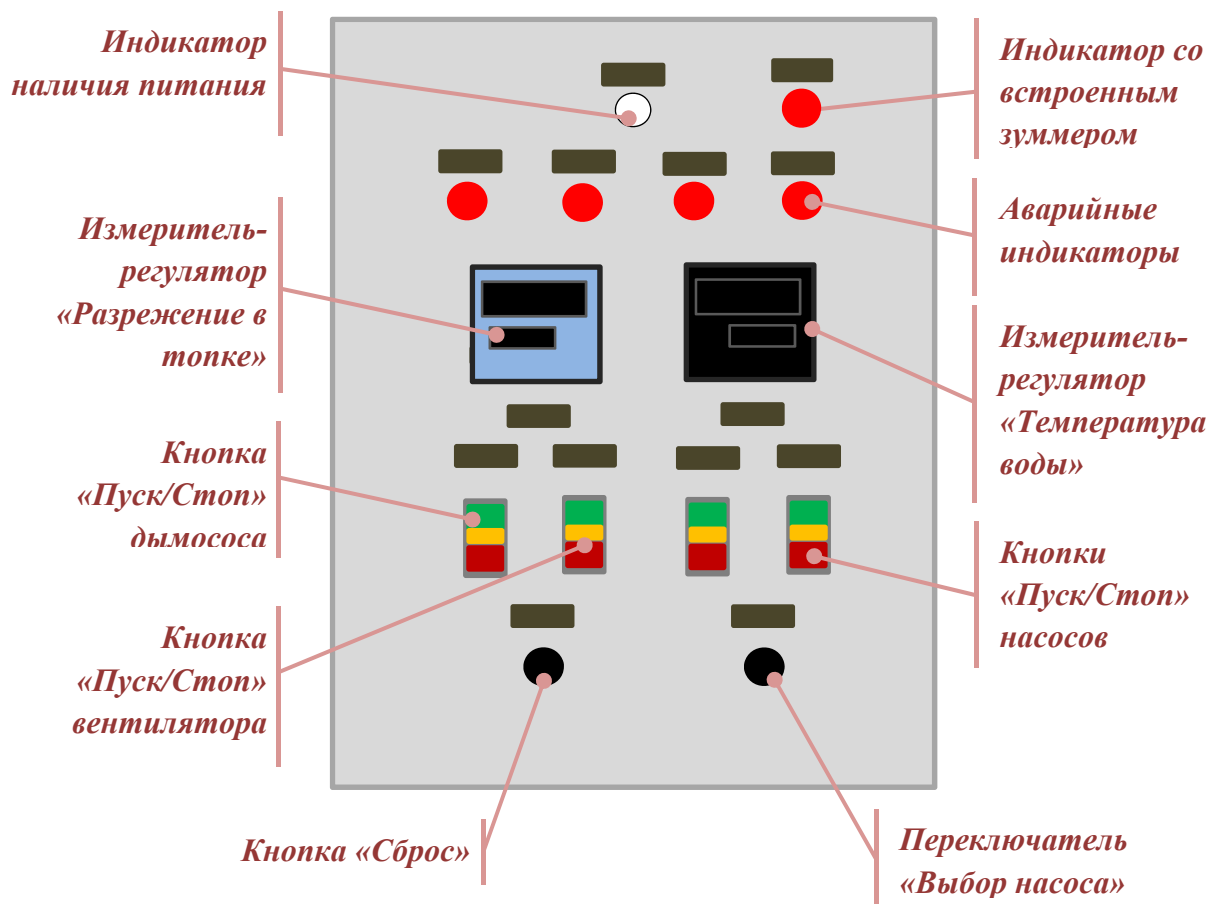 Индикатор
наличия питания
Индикатор со
встроенным
зуммером
Измеритель-
регулятор
«Разрежение в
топке»
Аварийные
индикаторы
Измеритель-
регулятор
«Температура
воды»
Кнопка
«Пуск/Стоп»
дымососа
Кнопки
«Пуск/Стоп»
насосов
Кнопка
«Пуск/Стоп»
вентилятора
Кнопка «Сброс»
Переключатель
«Выбор насоса»